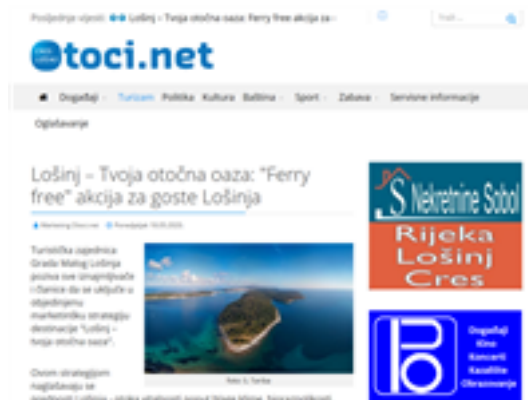 Posljednje vijesti: Lošinj – Tvoja otočna oaza: Ferry free akcija za
Traži ...
otoci.net
Događaji Turizam Politika Kultura Baština Sport Zabava Servisne informacije
Oglašavanje
Lošinj – Tvoja otočna oaza: "Ferry
free" akcija za goste Lošinja
Turistička zajednica
Grada Malog Lošinja
poziva sve iznajmljivače
i članice da se uključe u
objedinjenu
marketinšku strategiju
destinacije "Lošinj –
tvoja otočna oaza".
Ovom strategijom
naglašavaju se
S Nekretnine Sobol
Rijeka
Lošinj
Cres
Događaji
Kino
Koncerti
Kazalište
Obrazovanje